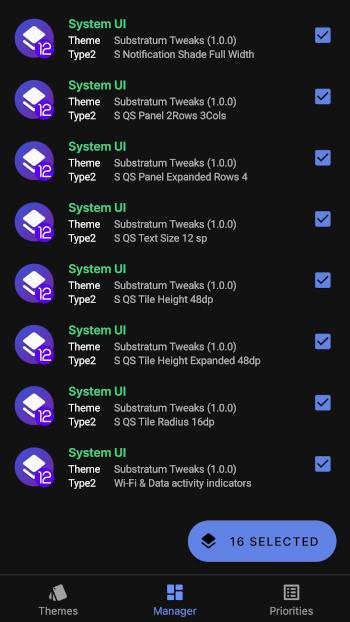 System UI
Theme Substratum Tweaks (1.0.0)
Type2 S Notification Shade Full Width
12
System UI
Theme Substratum Tweaks (1.0.0)
Type2 S QS Panel 2Rows 3Cols
12
System UI
Theme Substratum Tweaks (1.0.0)
Type2 S QS Panel Expanded Rows 4
12
System UI
Theme Substratum Tweaks (1.0.0)
Type2 S QS Text Size 12 sp
12
System UI
Theme Substratum Tweaks (1.0.0)
Type2 S QS Tile Height 48dp
12
System UI
Theme Substratum Tweaks (1.0.0)
Type2 S QS Tile Height Expanded 48dp
12
System UI
Theme Substratum Tweaks (1.0.0)
Type2 S QS Tile Radius 16dp
12
System UI
Theme Substratum Tweaks (1.0.0)
Type2 Wi-Fi & Data activity indicators
12
16 SELECTED
Themes Manager Priorities